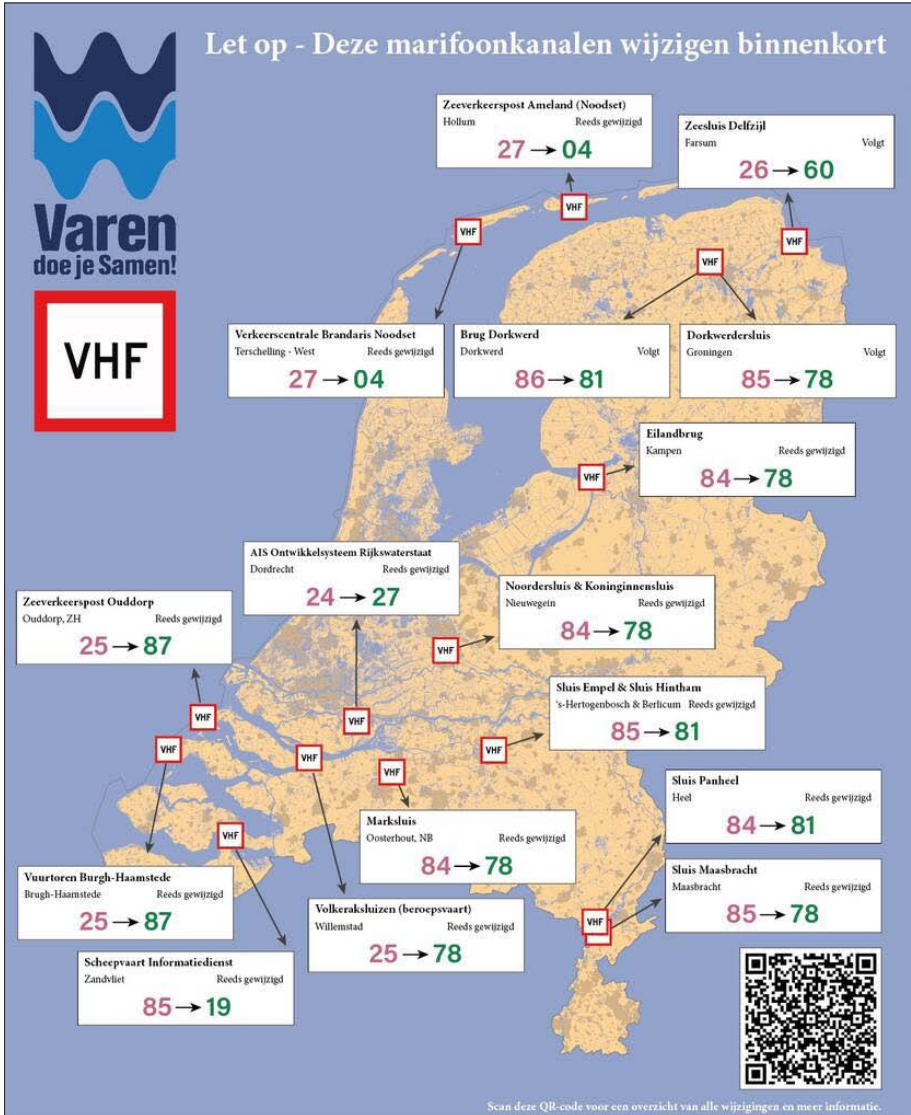 Let op - Deze marifoonkanalen wijzigen binnenkort
Varen
doe je Samen!
VHF
Zeeverkeerspost Ameland (Noodset)
Hollum Reeds gewijzigd
27 → 04
Zeesluis Delfzijl
Farsum Volgt
26 → 60
VHF
VHF
VHF
VHF
Verkeerscentrale Brandaris Noodset
Terschelling - West Reeds gewijzigd
27 → 04
Brug Dorkwerd
Dorkwerd Volgt
86 → 81
Dorkwerdersluis
Groningen Volgt
85 → 78
Eilandbrug
Kampen Reeds gewijzigd
84 → 78
VHF
AIS Ontwikkelsysteem Rijkswaterstaat
Dordrecht Reeds gewijzigd
24 → 27
Noordersluis & Koninginnensluis
Nieuwegein Reeds gewijzigd
84 → 78
Zeeverkeerspost Ouddorp
Ouddorp, ZH Reeds gewijzigd
25 → 87
VHF
Sluis Empel & Sluis Hintham
's-Hertogenbosch & Berlicum Reeds gewijzigd
85 → 81
VHF
VHF
VHF
VHF
VHF
VHF
Sluis Panheel
Heel Reeds gewijzigd
84 → 81
Marksluis
Oosterhout, NB Reeds gewijzigd
84 → 78
VHF
Sluis Maasbracht
Maasbracht Reeds gewijzigd
85 → 78
Vuurtoren Burgh-Haamstede
Brugh-Haamstede Reeds gewijzigd
25 → 87
Volkeraksluizen (beroepsvaart)
Willemstad Reeds gewijzigd
25 → 78
VHF
Scheepvaart Informatiedienst
Zandvliet Reeds gewijzigd
85 → 19
Scan deze QR-code voor een overzicht van alle wijzigingen en meer informatie.